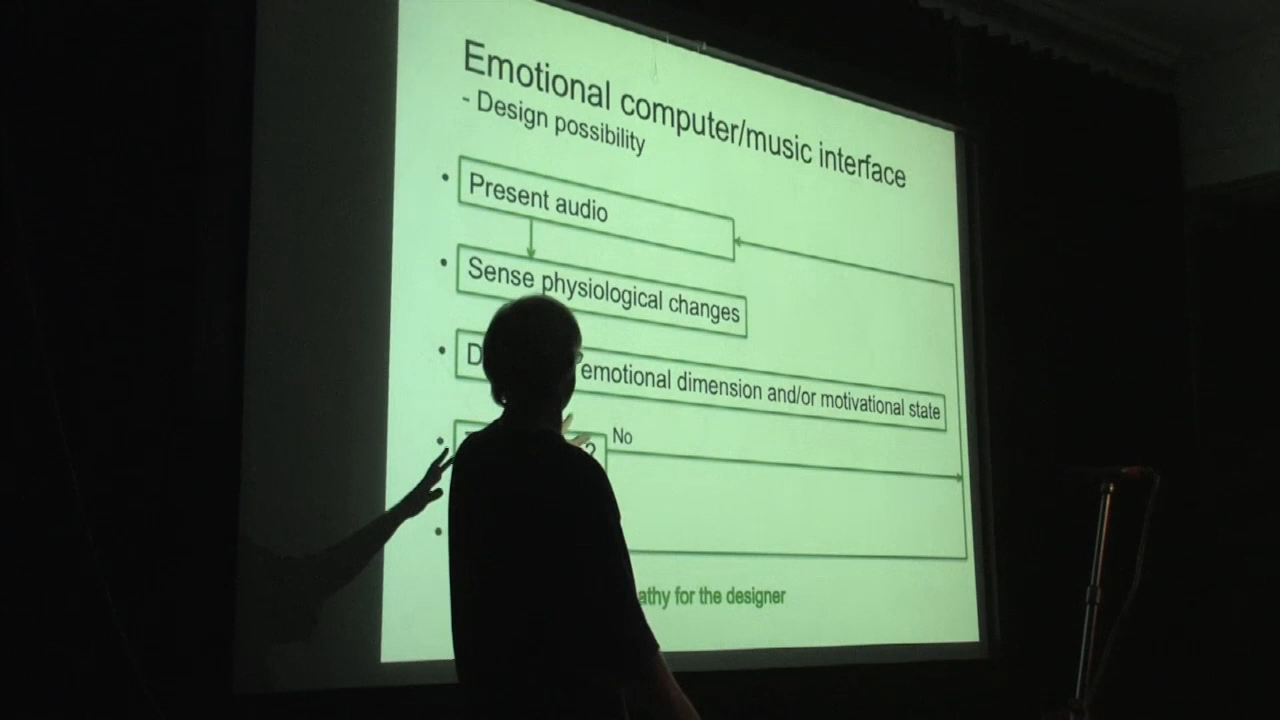 Emotional computer/music interface
- Design possibility
• Present audio
• Sense physiological changes
• D emotional dimension and/or motivational state
• ? No
•
athy for the designer